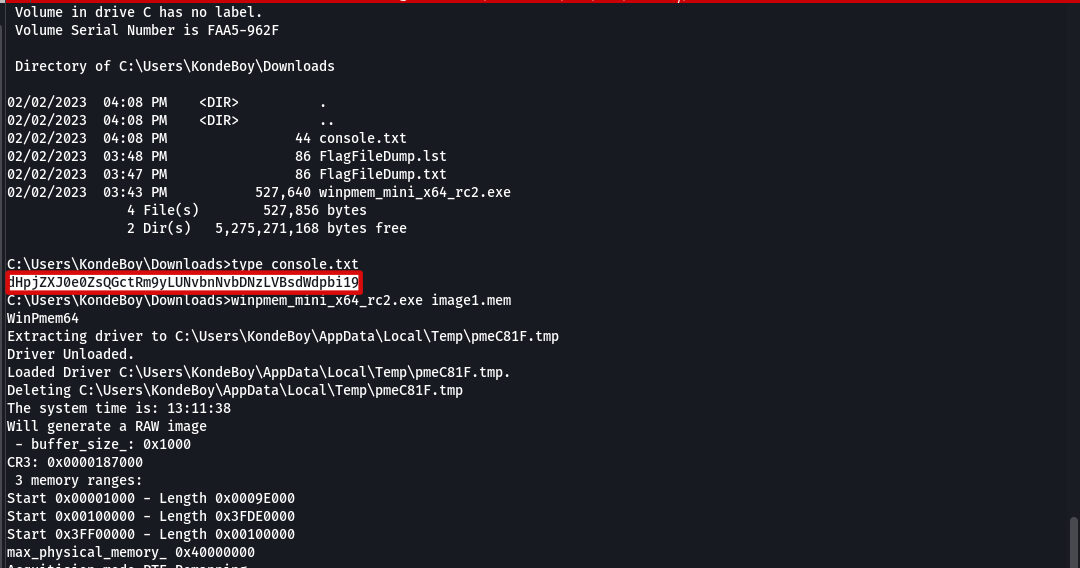 Volume in drive C has no label.
Volume Serial Number is FAA5-962F
Directory of C:\Users\KondeBoy\Downloads
02/02/2023  04:08 PM    <DIR>          .
02/02/2023  04:08 PM    <DIR>          ..
02/02/2023  04:08 PM                44 console.txt
02/02/2023  03:48 PM                86 FlagFileDump.lst
02/02/2023  03:47 PM                86 FlagFileDump.txt
02/02/2023  03:43 PM           527,640 winpmem_mini_x64_rc2.exe
4 File(s)        527,856 bytes
2 Dir(s)   5,275,271,168 bytes free
C:\Users\KondeBoy\Downloads>type console.txt
dHpjZXJ0e0ZsQGctRm9yLUNvbnNvbDNzLVBsdWdpbi19
C:\Users\KondeBoy\Downloads>winpmem_mini_x64_rc2.exe image1.mem
WinPmem64
Extracting driver to C:\Users\KondeBoy\AppData\Local\Temp\pmeC81F.tmp
Driver Unloaded.
Loaded Driver C:\Users\KondeBoy\AppData\Local\Temp\pmeC81F.tmp.
Deleting C:\Users\KondeBoy\AppData\Local\Temp\pmeC81F.tmp
The system time is: 13:11:38
Will generate a RAW image
- buffer_size_: 0x1000
CR3: 0x0000187000
3 memory ranges:
Start 0x00001000 - Length 0x0009E000
Start 0x00100000 - Length 0x3FDE0000
Start 0x3FF00000 - Length 0x00100000
max_physical_memory_ 0x40000000